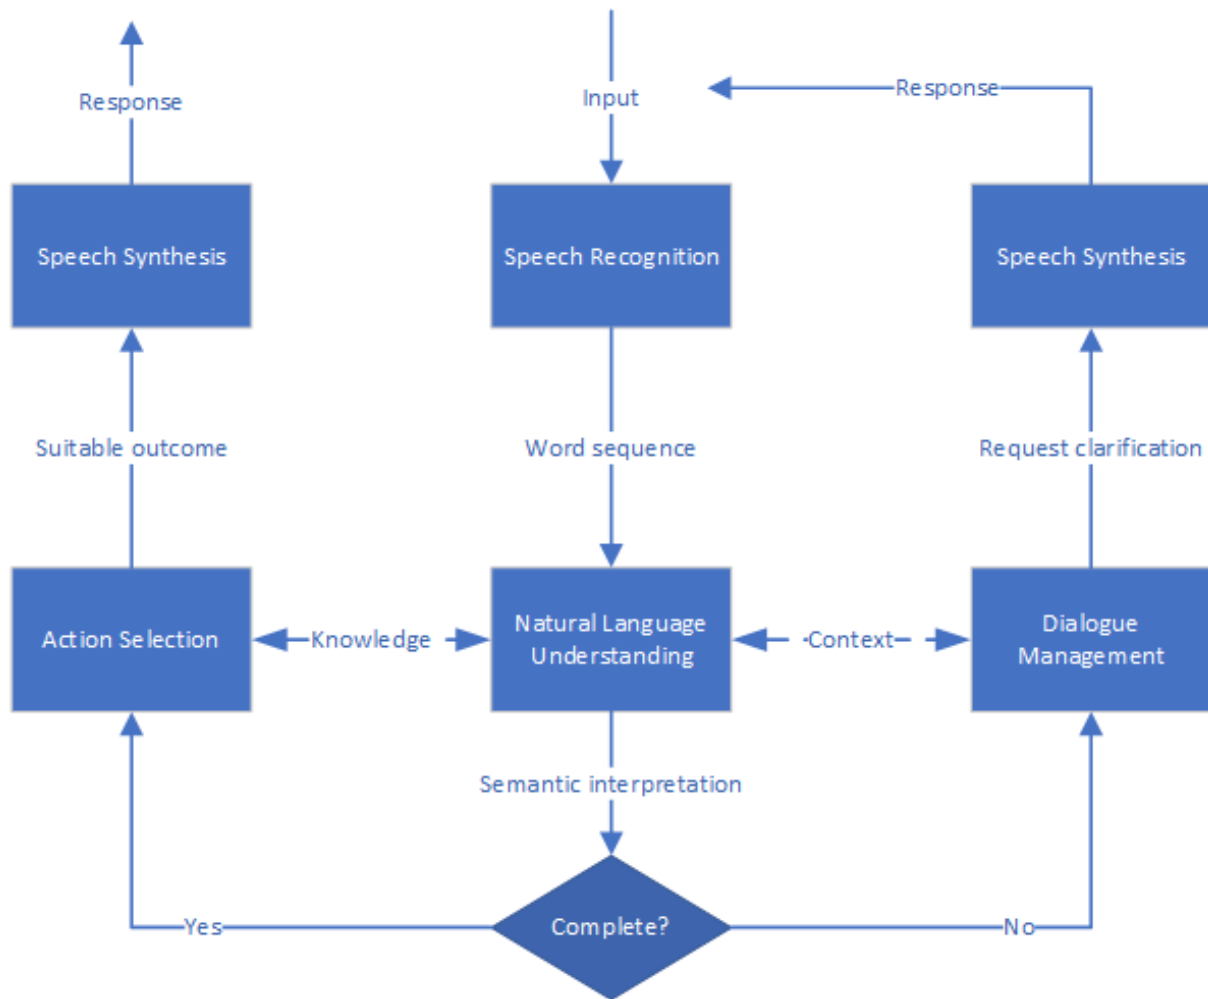 Response
Input
Response
Speech Synthesis
Speech Recognition
Speech Synthesis
Suitable outcome
Word sequence
Request clarification
Action Selection
Knowledge
Natural Language
Understanding
Context
Dialogue
Management
Semantic interpretation
Yes
Complete?
No